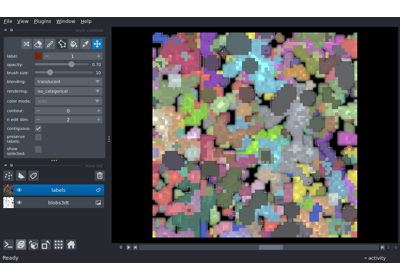 File View Plugins Window Help
label: 1
opacity: 0.70
brush size: 10
blending: translucent
rendering: iso_categorical
color mode:
contour: 0
n edit dim: 2
contiguous:
preserve labels:
show selected:
labels
blobs3dt
Ready
activity